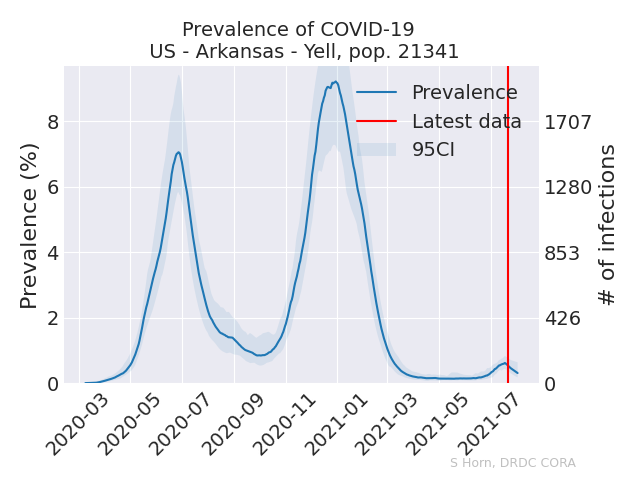 Prevalence of COVID-19
US - Arkansas - Yell, pop. 21341
Prevalence (%)
8
6
4
2
0
Prevalence
Latest data
95CI
1707
1280
853
426
0
# of infections
2020-03
2020-05
2020-07
2020-09
2020-11
2021-01
2021-03
2021-05
2021-07
S Horn, DRDC CORA